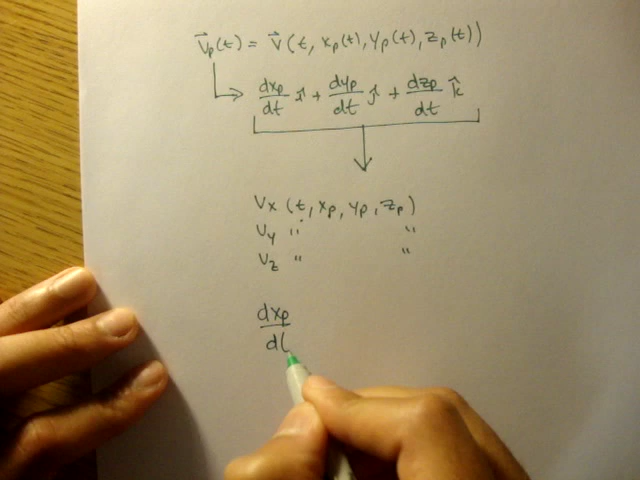 v⃗p(t) = v⃗(t, xp(t), yp(t), zp(t))
↳ dxp/dt î + dyp/dt ĵ + dzp/dt k̂
Vx (t, xp, yp, zp)
Vy " "
Vz " "
dxp/d(